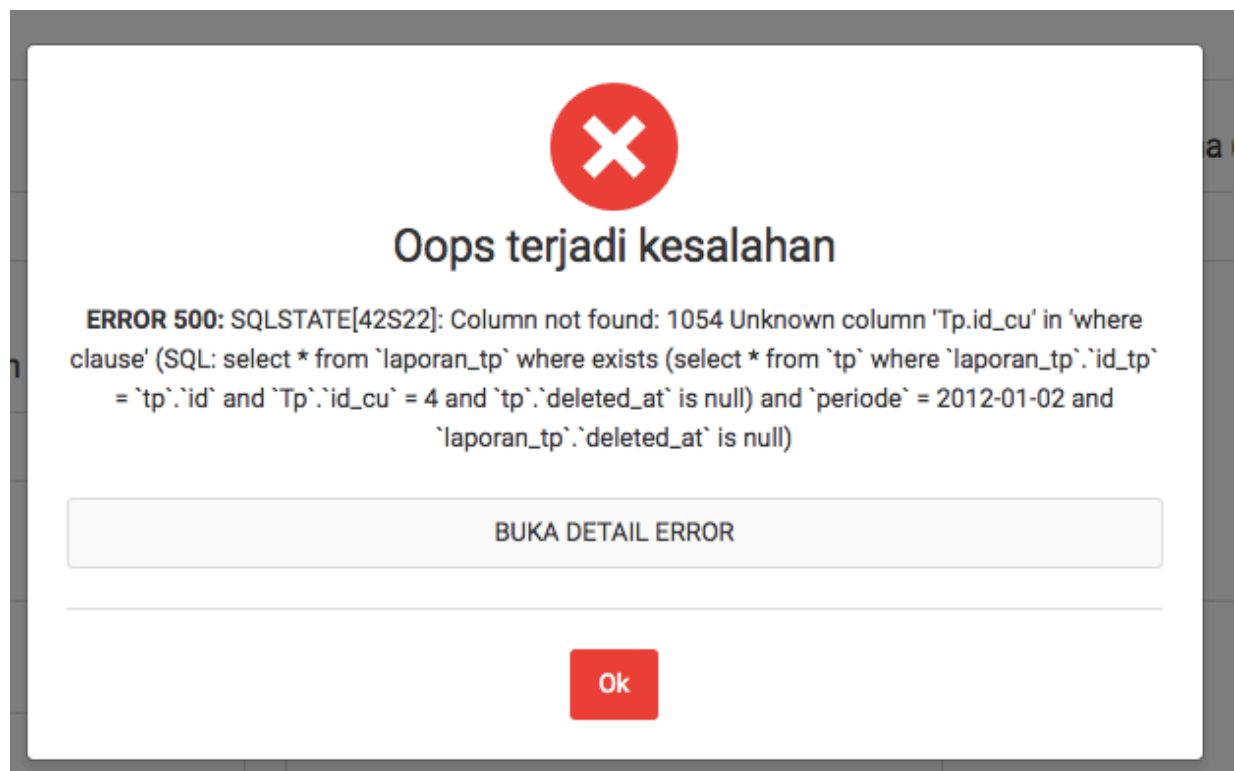 a
Oops terjadi kesalahan
ERROR 500: SQLSTATE[42S22]: Column not found: 1054 Unknown column 'Tp.id_cu' in 'where
clause' (SQL: select * from `laporan_tp` where exists (select * from `tp` where `laporan_tp`.`id_tp`
= `tp`.`id` and `Tp`.`id_cu` = 4 and `tp`.`deleted_at` is null) and `periode` = 2012-01-02 and
`laporan_tp`.`deleted_at` is null)
BUKA DETAIL ERROR
Ok